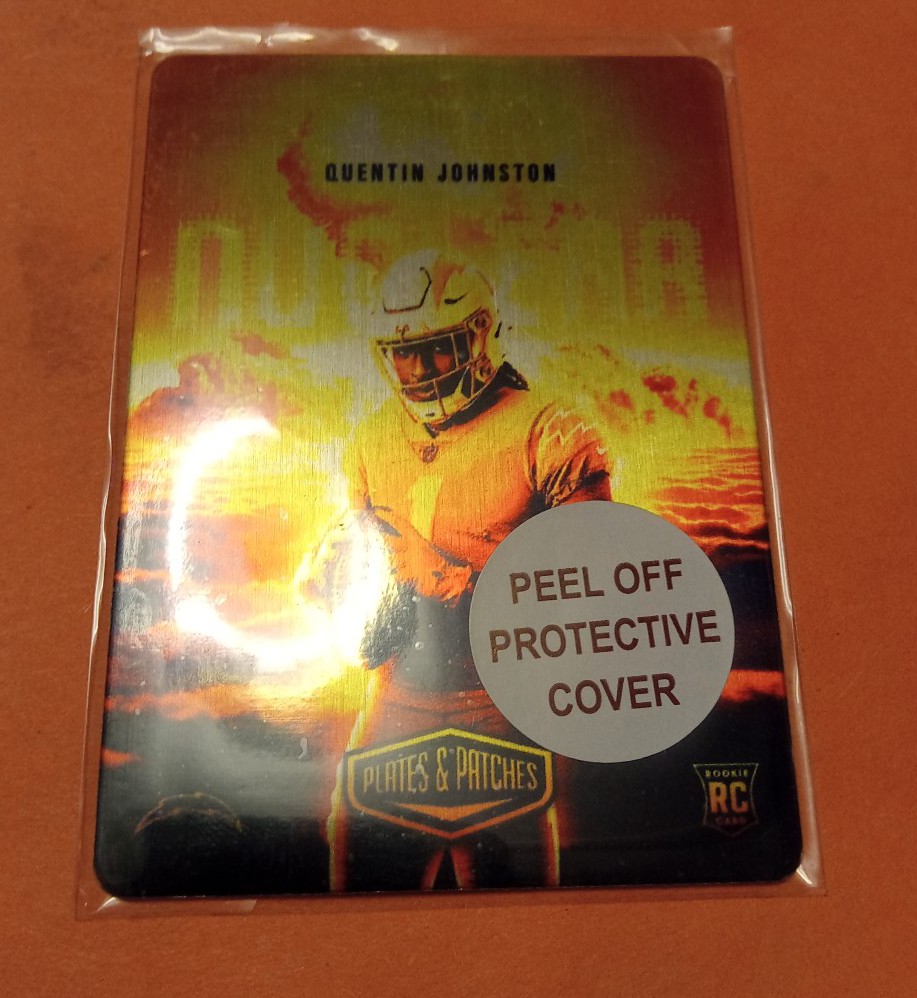 QUENTIN JOHNSTON
PEEL OFF
PROTECTIVE
COVER
PLATES & PATCHES
ROOKIE
RC
CARD